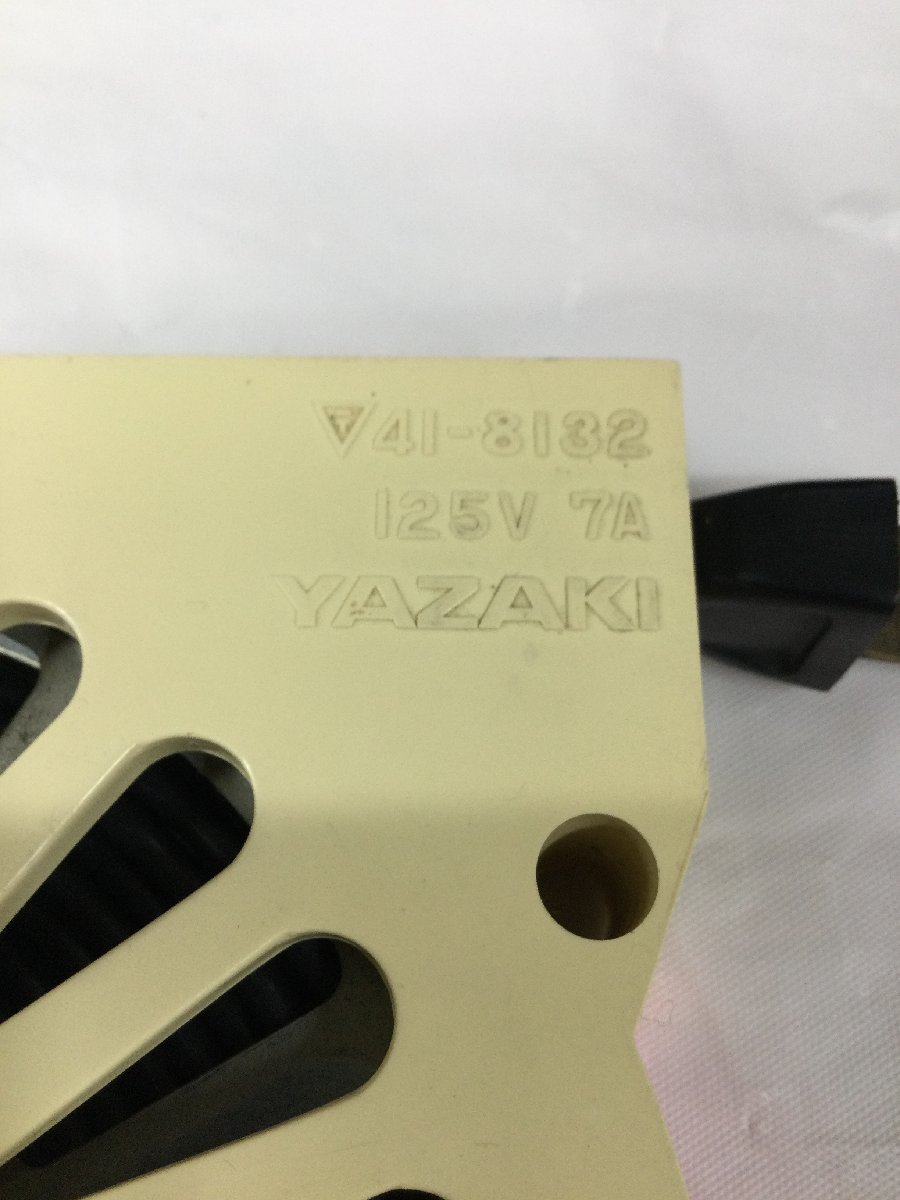 ▽T 41-8132
125V 7A
YAZAKI